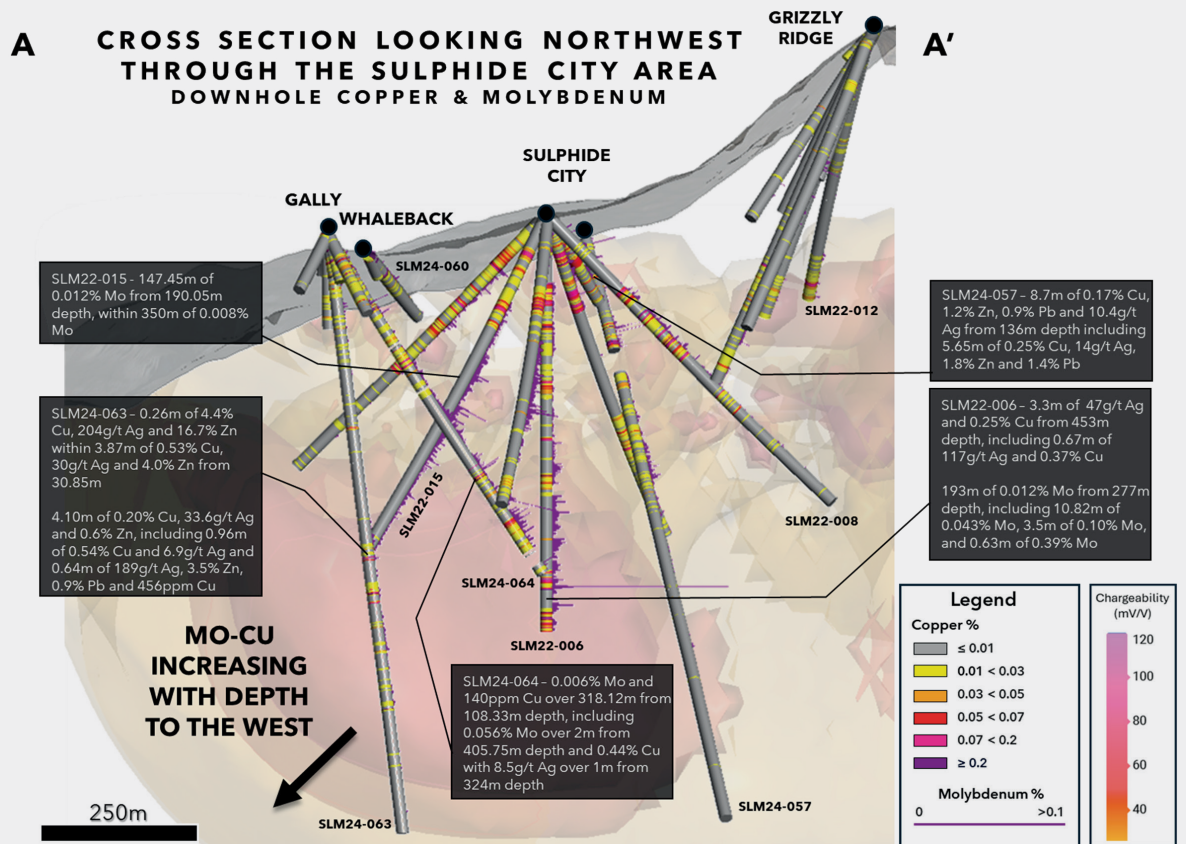 A
CROSS SECTION LOOKING NORTHWEST
THROUGH THE SULPHIDE CITY AREA
DOWNHOLE COPPER & MOLYBDENUM
GRIZZLY
RIDGE
A'
SULPHIDE
CITY
GALLY
WHALEBACK
SLM24-060
SLM22-012
SLM22-015 - 147.45m of
0.012% Mo from 190.05m
depth, within 350m of 0.008%
Mo
SLM24-057 – 8.7m of 0.17% Cu,
1.2% Zn, 0.9% Pb and 10.4g/t
Ag from 136m depth including
5.65m of 0.25% Cu, 14g/t Ag,
1.8% Zn and 1.4% Pb
SLM24-063 – 0.26m of 4.4%
Cu, 204g/t Ag and 16.7% Zn
within 3.87m of 0.53% Cu,
30g/t Ag and 4.0% Zn from
30.85m
4.10m of 0.20% Cu, 33.6g/t Ag
and 0.6% Zn, including 0.96m
of 0.54% Cu and 6.9g/t Ag and
0.64m of 189g/t Ag, 3.5% Zn,
0.9% Pb and 456ppm Cu
SLM22-006 – 3.3m of 47g/t Ag
and 0.25% Cu from 453m
depth, including 0.67m of
117g/t Ag and 0.37% Cu
193m of 0.012% Mo from 277m
depth, including 10.82m of
0.043% Mo, 3.5m of 0.10% Mo,
and 0.63m of 0.39% Mo
SLM22-015
SLM22-008
SLM24-064
SLM22-006
MO-CU
INCREASING
WITH DEPTH
TO THE WEST
SLM24-064 – 0.006% Mo and
140ppm Cu over 318.12m from
108.33m depth, including
0.056% Mo over 2m from
405.75m depth and 0.44% Cu
with 8.5g/t Ag over 1m from
324m depth
250m
SLM24-063
SLM24-057
Legend
Copper %
≤ 0.01
0.01 < 0.03
0.03 < 0.05
0.05 < 0.07
0.07 < 0.2
≥ 0.2
Molybdenum %
0 >0.1
Chargeability
(mV/V)
120
100
80
60
40